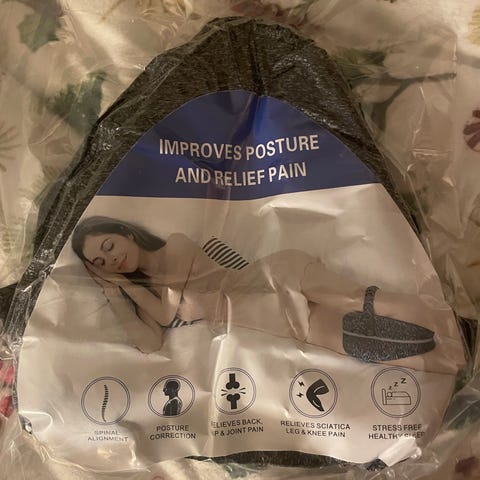 IMPROVES POSTURE
AND RELIEF PAIN
z z Z
SPINAL
ALIGNMENT
POSTURE
CORRECTION
RELIEVES BACK,
HIP & JOINT PAIN
RELIEVES SCIATICA
LEG & KNEE PAIN
STRESS FREE
HEALTHY SLEEP